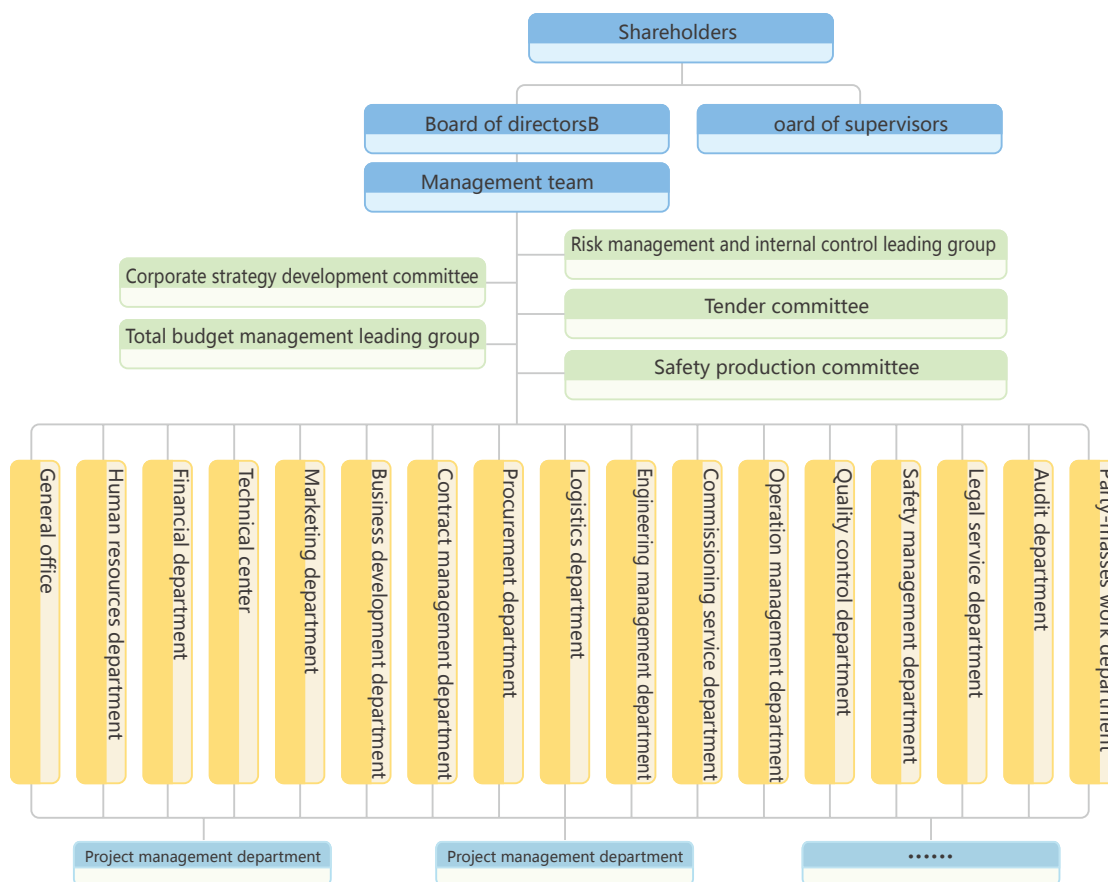 Shareholders
Board of directorsB
oard of supervisors
Management team
Risk management and internal control leading group
Corporate strategy development committee
Tender committee
Total budget management leading group
Safety production committee
General office
Human resources department
Financial department
Technical center
Marketing department
Business development department
Contract management department
Procurement department
Logistics department
Engineering management department
Commissioning service department
Operation management department
Quality control department
Safety management department
Legal service department
Audit department
Party-masses work department
Project management department
Project management department
••••••